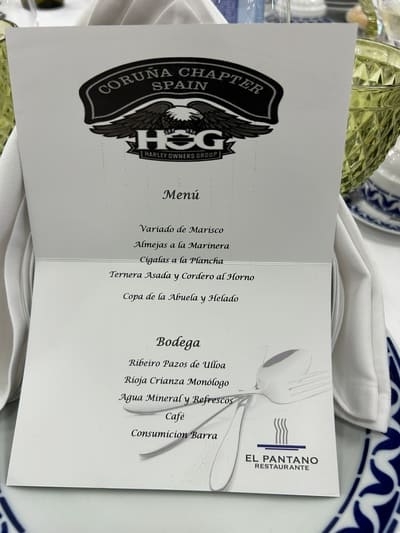 CORUÑA CHAPTER
SPAIN
HOG
HARLEY OWNERS GROUP
Menú
Variado de Marisco
Almejas a la Marinera
Cigalas a la Plancha
Ternera Asada y Cordero al Horno
Copa de la Abuela y Helado
Bodega
Ribeiro Pazos de Ulloa
Rioja Crianza Monólogo
Agua Mineral y Refrescos
Café
Consumicion Barra
EL PANTANO
RESTAURANTE